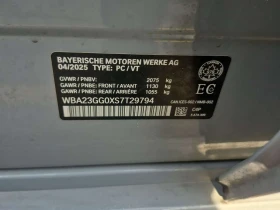 BAYERISCHE MOTOREN WERKE AG
04/2025 TYPE: PC / VT
GVWR / PNBV: 2075 kg
GAWR / PNBE: FRONT / AVANT 1130 kg
GAWR / PNBE: REAR / ARRIÈRE 1055 kg
WBA23GG0XS7T29794
EC